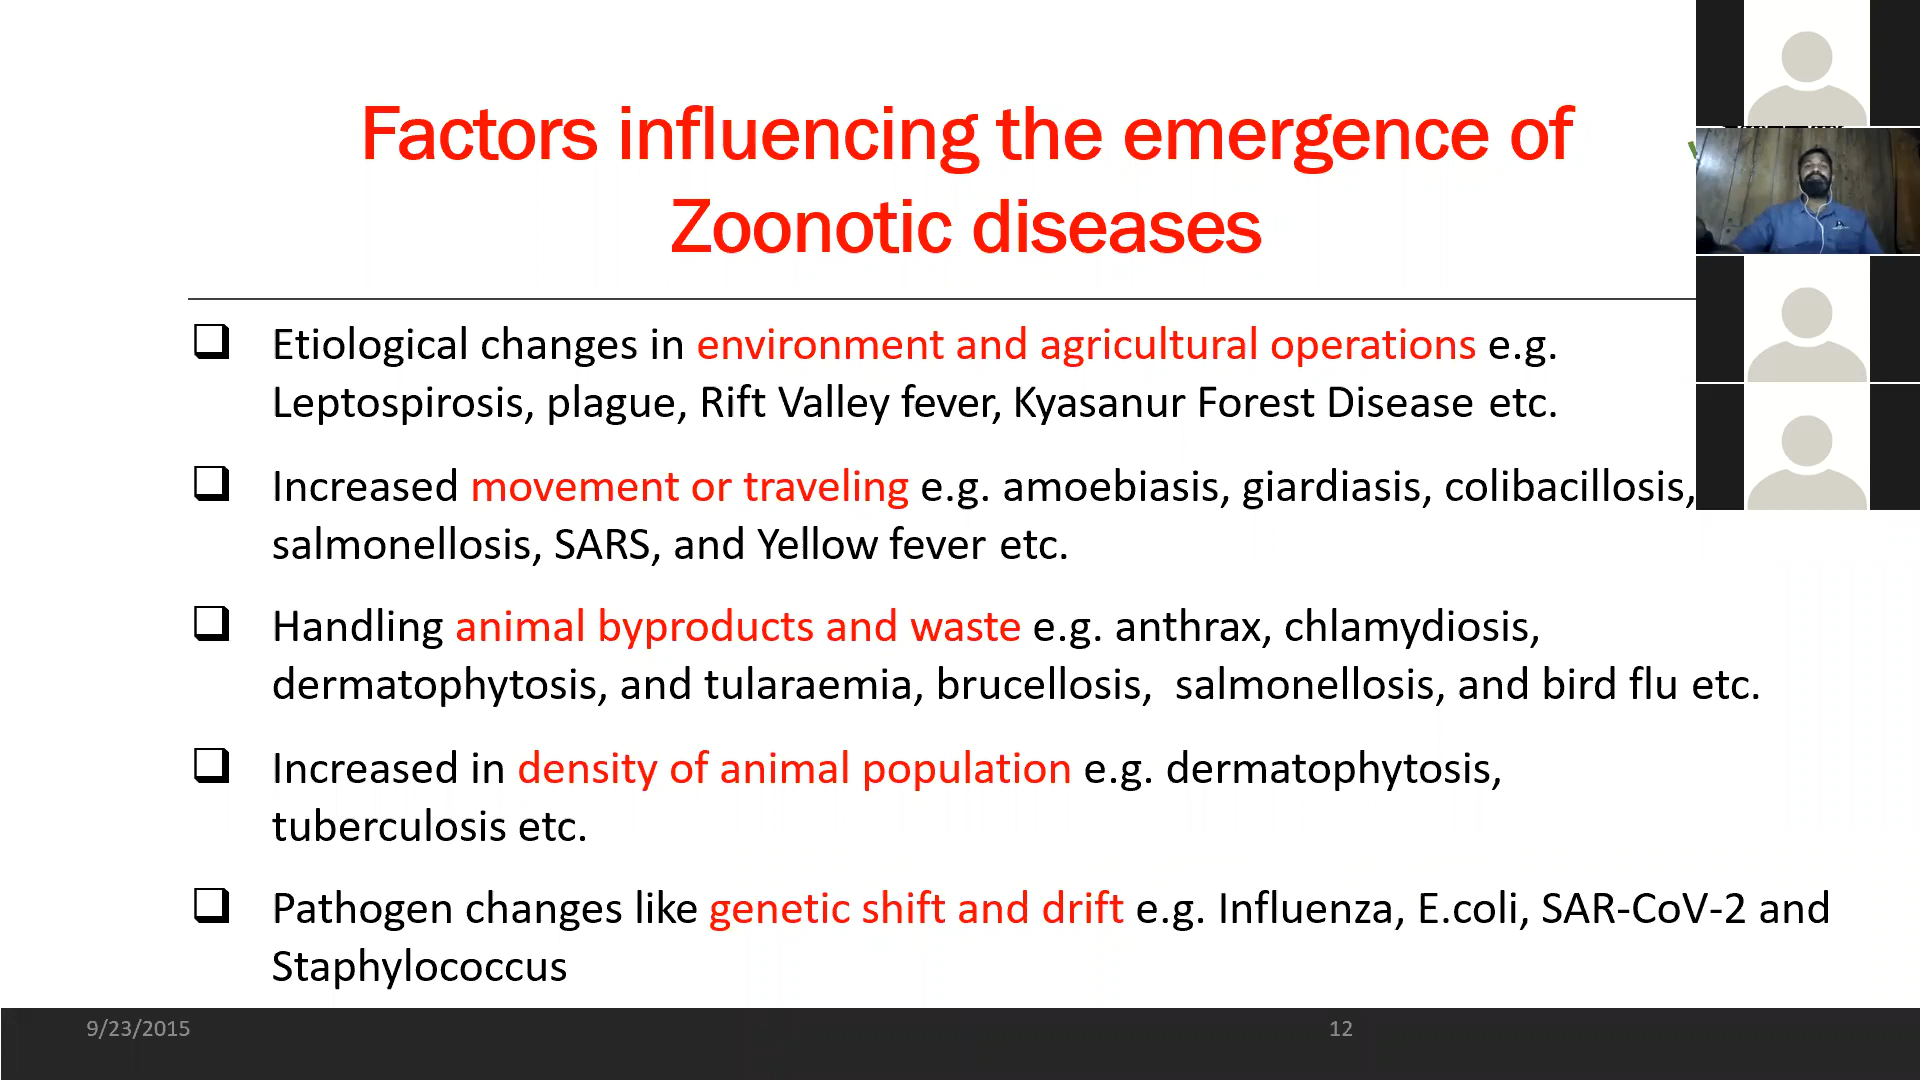 Factors influencing the emergence of
Zoonotic diseases
Etiological changes in environment and agricultural operations e.g.
Leptospirosis, plague, Rift Valley fever, Kyasanur Forest Disease etc.
Increased movement or traveling e.g. amoebiasis, giardiasis, colibacillosis,
salmonellosis, SARS, and Yellow fever etc.
Handling animal byproducts and waste e.g. anthrax, chlamydiosis,
dermatophytosis, and tularaemia, brucellosis,  salmonellosis, and bird flu etc.
Increased in density of animal population e.g. dermatophytosis,
tuberculosis etc.
Pathogen changes like genetic shift and drift e.g. Influenza, E.coli, SAR-CoV-2 and
Staphylococcus
9/23/2015
12